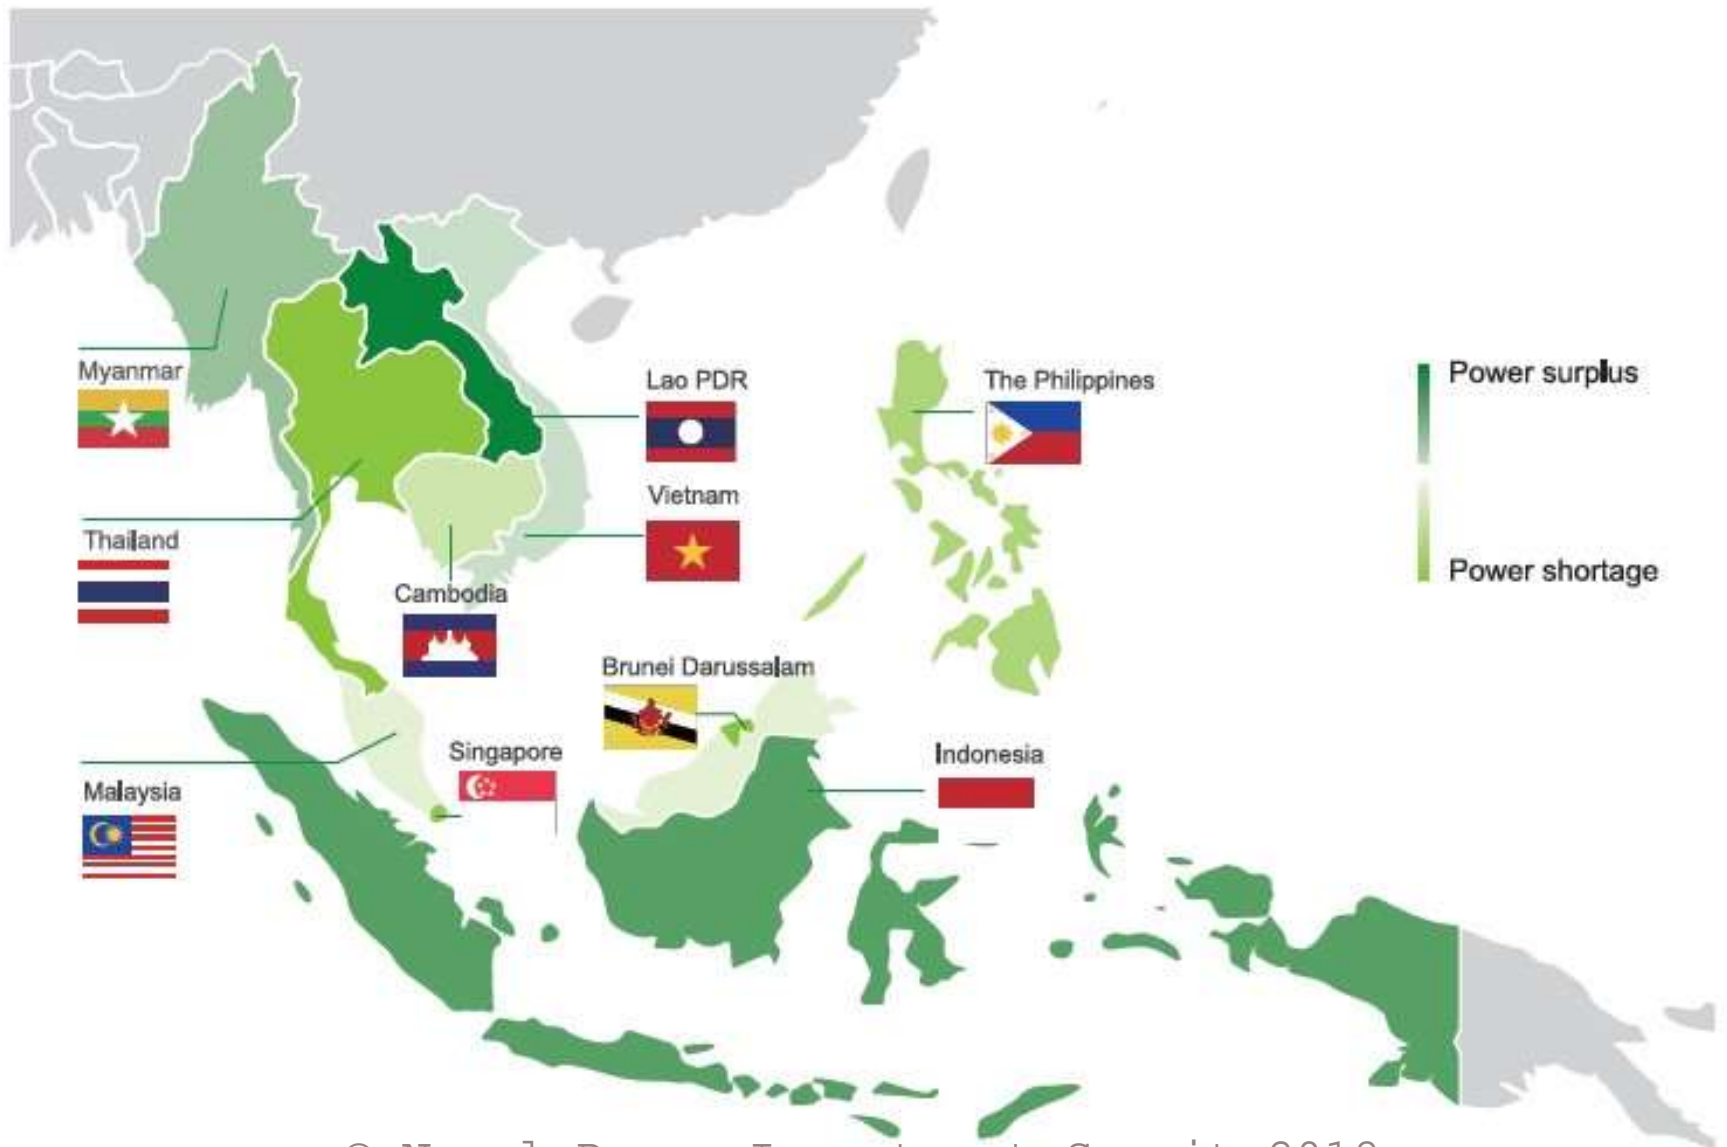 Myanmar
Lao PDR
The Philippines
Power surplus
Vietnam
Thailand
Power shortage
Cambodia
Brunei Darussalam
Singapore
Indonesia
Malaysia